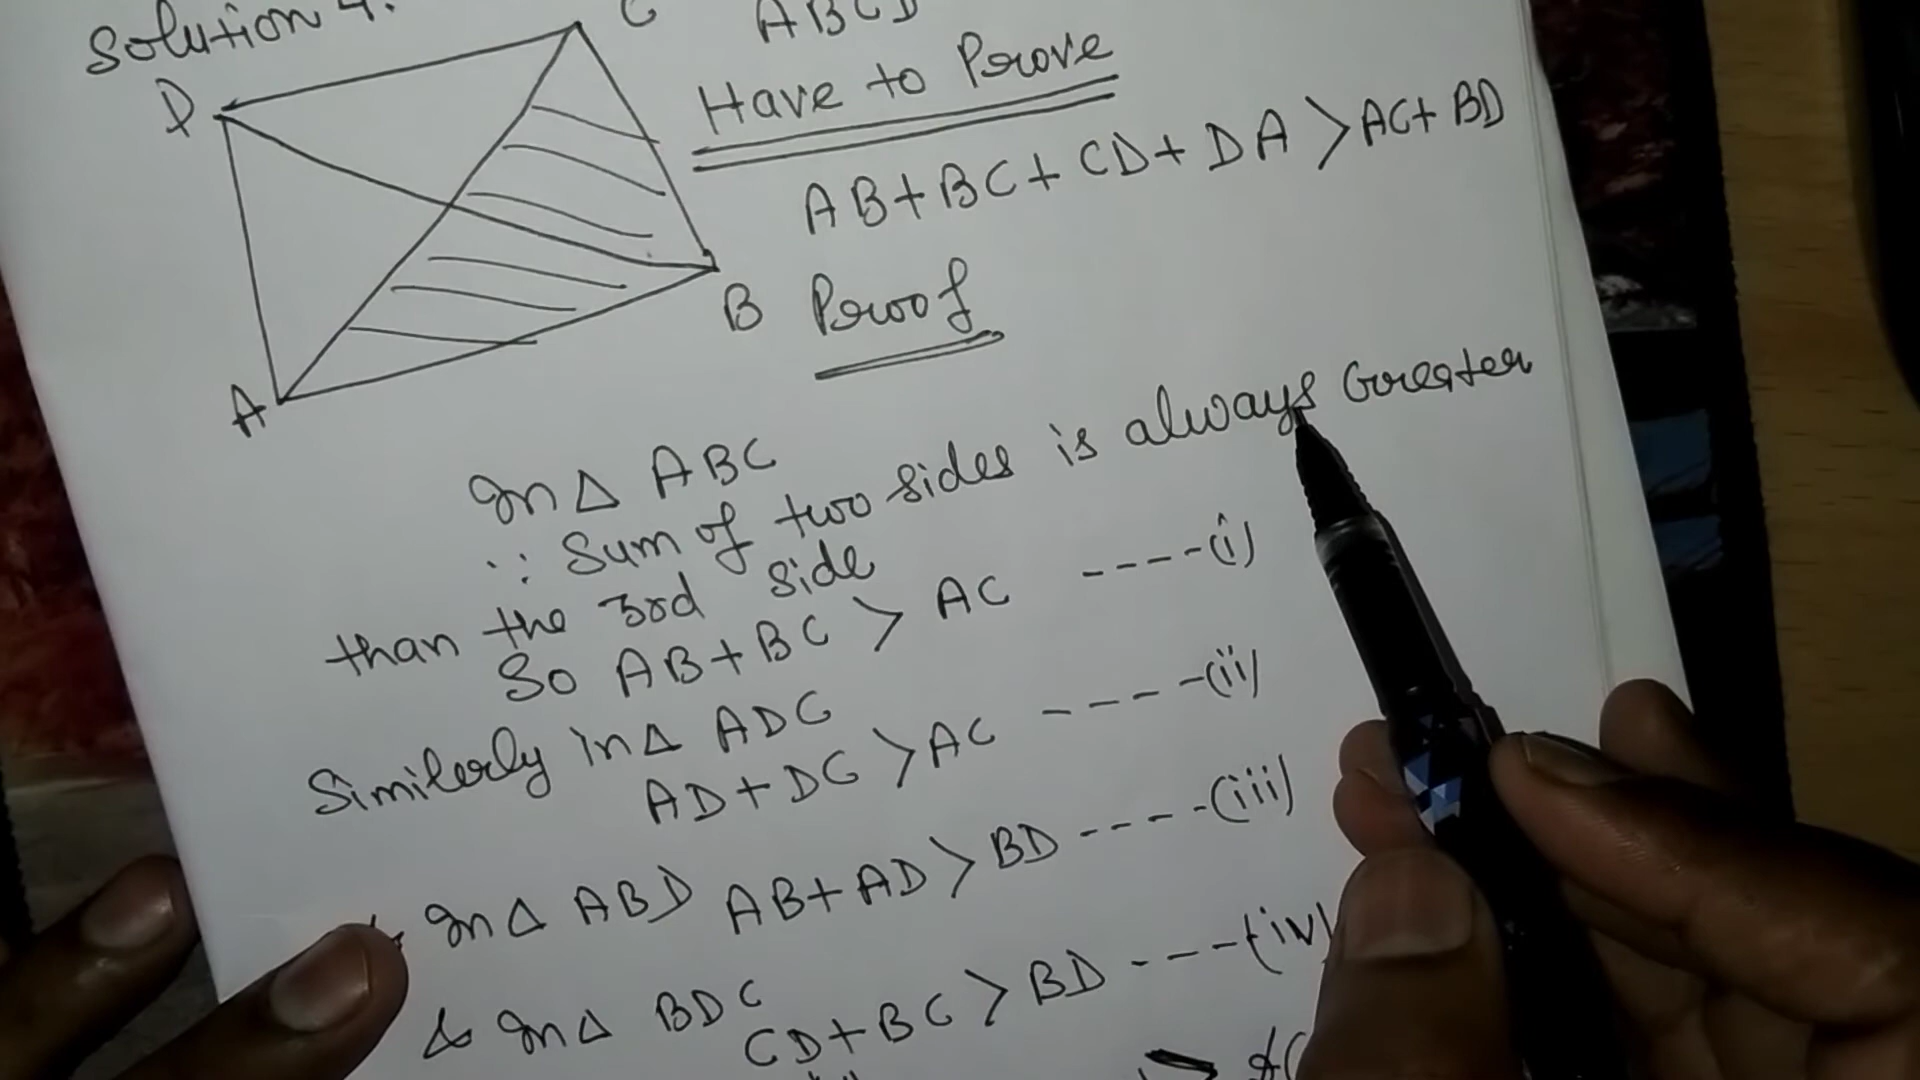 Solution 4.
C
ABCD
D
Have to Prove
AB+BC+CD+DA > AC+BD
B
Proof
A
In Δ ABC
∵ Sum of two sides is always Greater
than the 3rd side
So AB+BC > AC ----(i)
Similerly in Δ ADC
AD+DC > AC ----(ii)
In Δ ABD AB+AD > BD ----(iii)
& In Δ BDC
CD+BC > BD ---(iv)